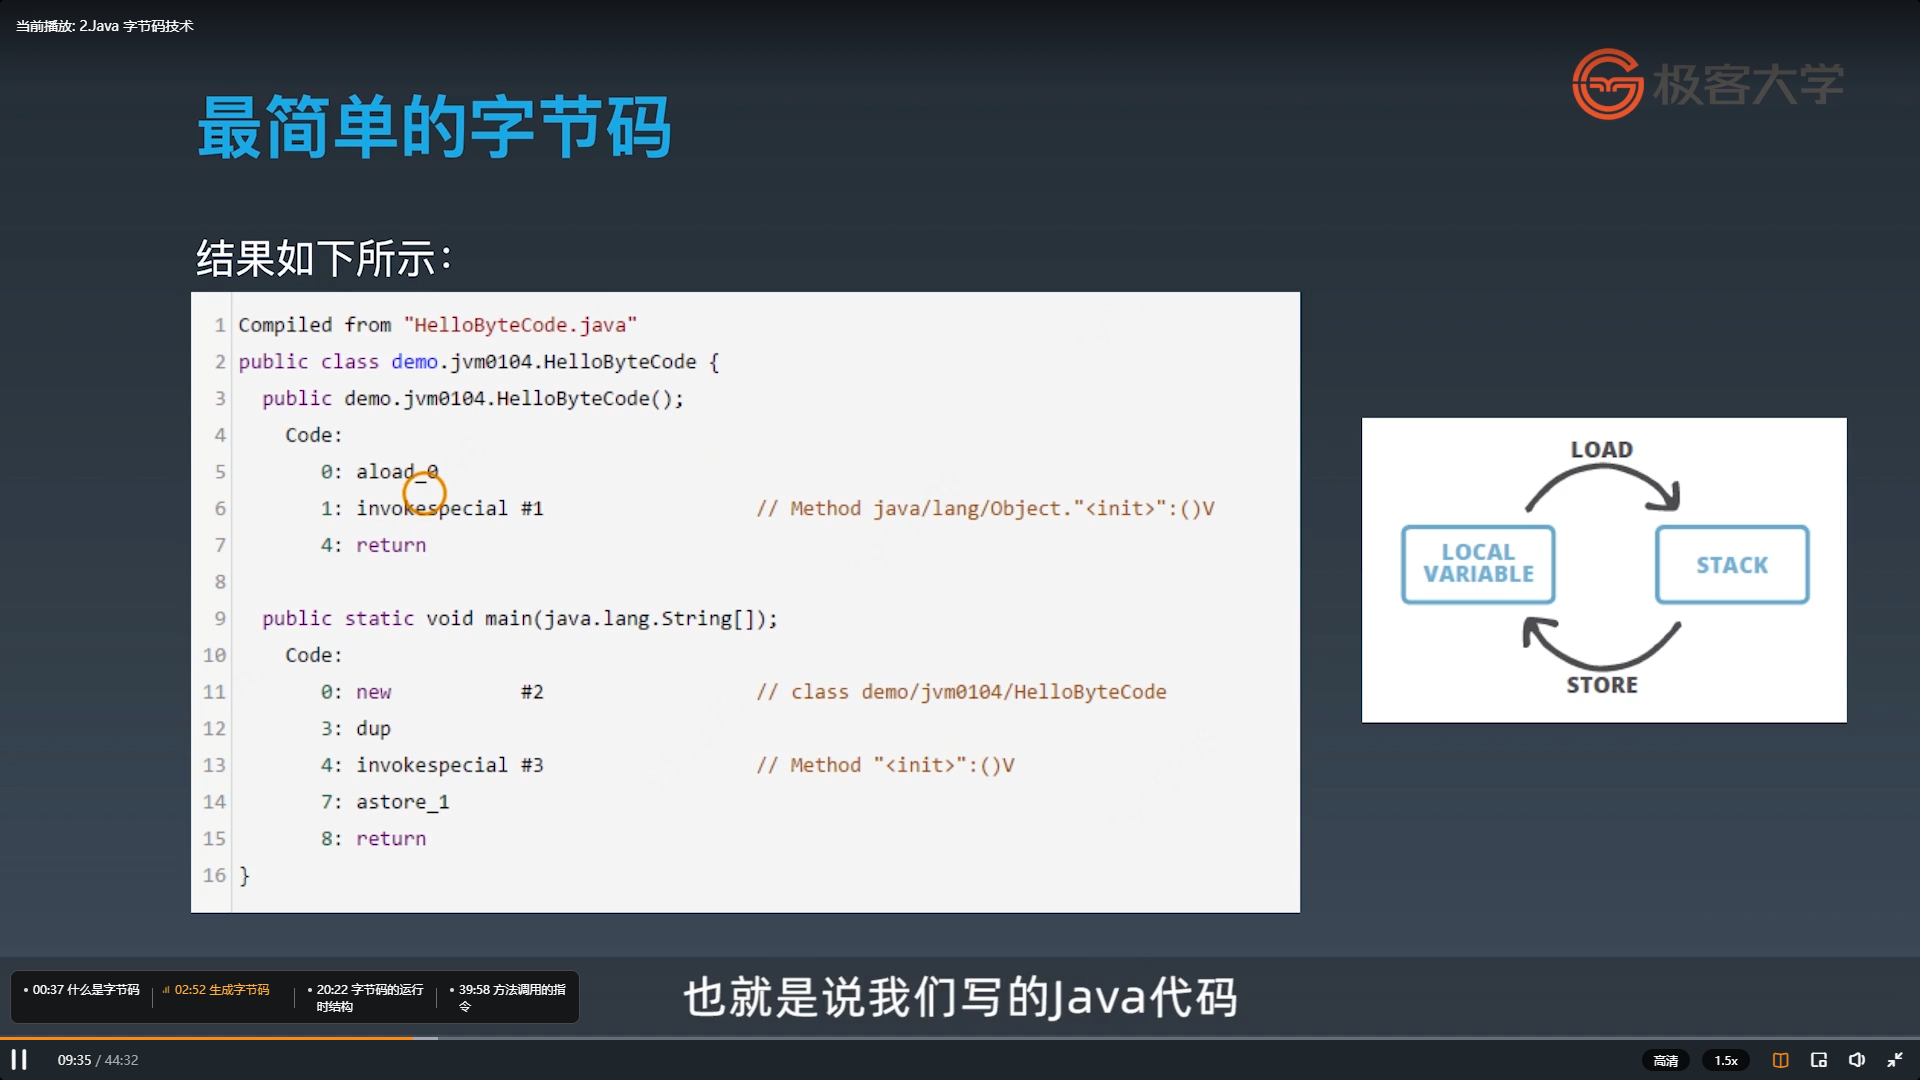 当前播放: 2.Java 字节码技术
极客大学
最简单的字节码
结果如下所示：
1 Compiled from "HelloByteCode.java"
2 public class demo.jvm0104.HelloByteCode {
3 public demo.jvm0104.HelloByteCode();
4 Code:
5 0: aload_0
6 1: invokespecial #1 // Method java/lang/Object."<init>":()V
7 4: return
8
9 public static void main(java.lang.String[]);
10 Code:
11 0: new #2 // class demo/jvm0104/HelloByteCode
12 3: dup
13 4: invokespecial #3 // Method "<init>":()V
14 7: astore_1
15 8: return
16 }
LOAD
LOCAL
VARIABLE
STACK
STORE
也就是说我们写的Java代码
00:37 什么是字节码
02:52 生成字节码
20:22 字节码的运行
时结构
39:58 方法调用的指
令
09:35 / 44:32
高清
1.5x